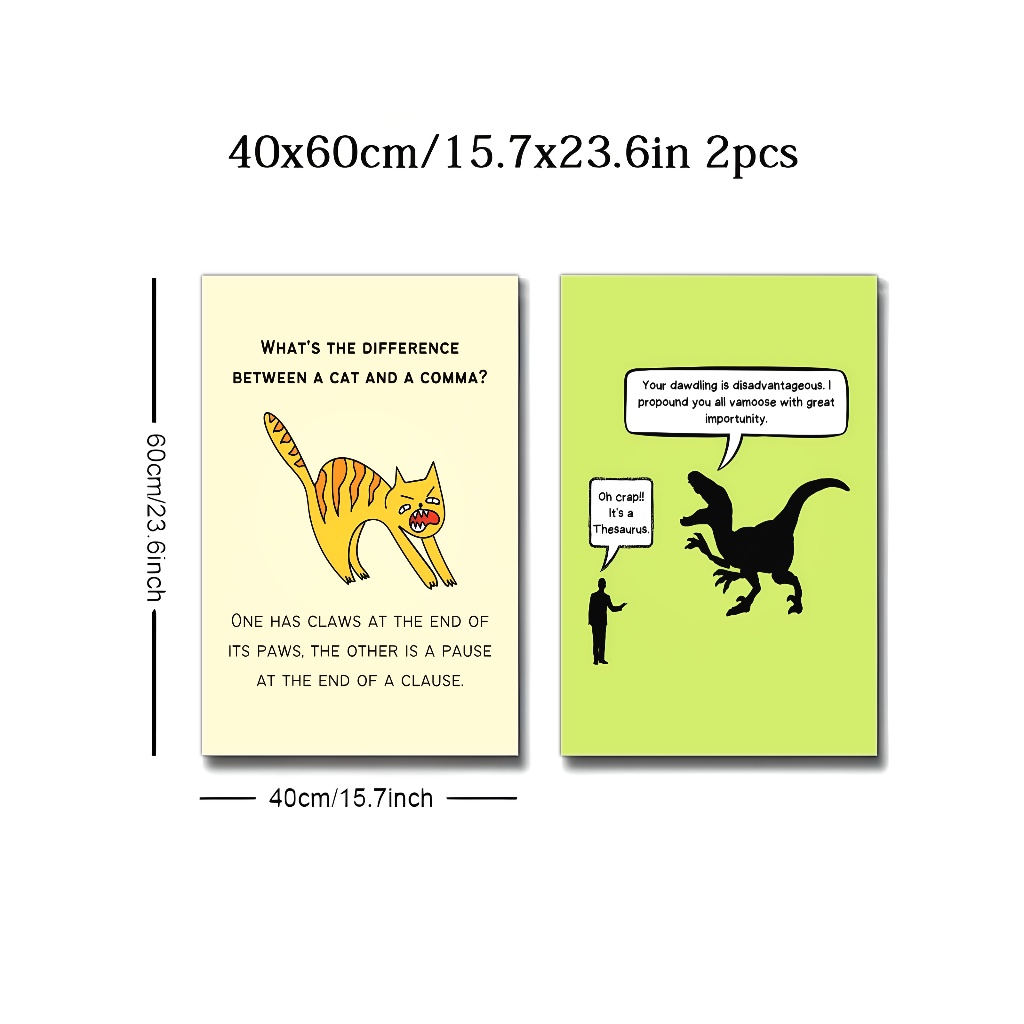 40x60cm/15.7x23.6in 2pcs
60cm/23.6inch
What's the difference
between a cat and a comma?
One has claws at the end of
its paws, the other is a pause
at the end of a clause.
40cm/15.7inch
Your dawdling is disadvantageous. I
propound you all vamoose with great
importunity.
Oh crap!!
It's a
Thesaurus.